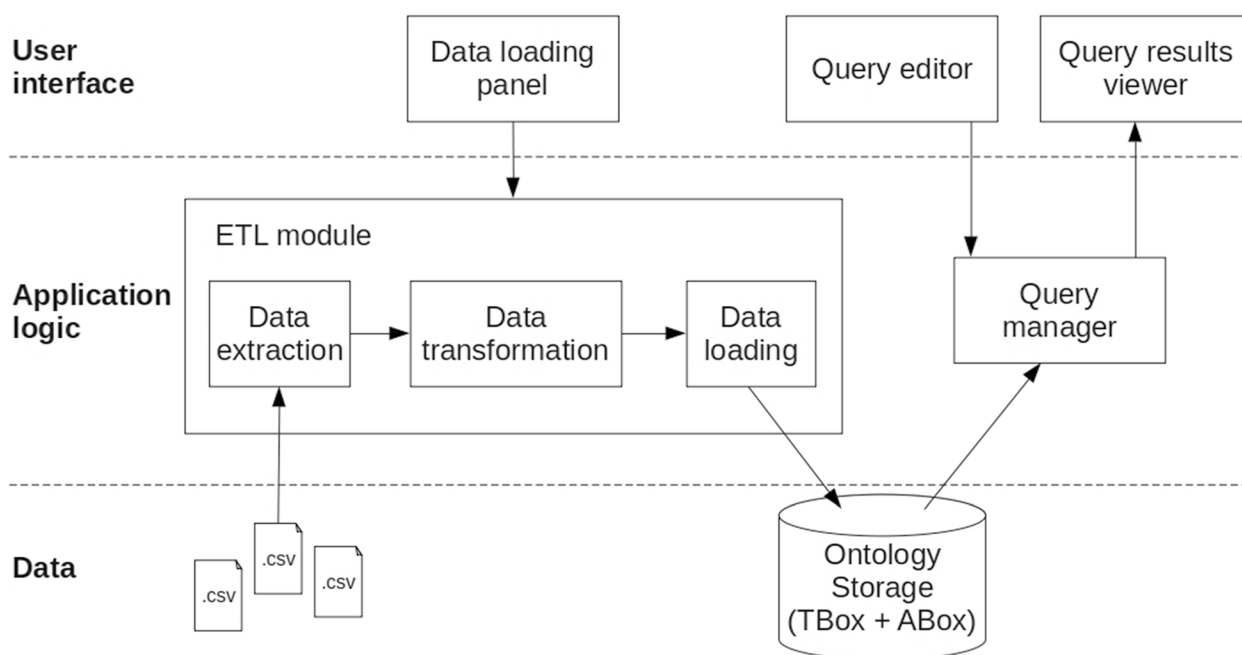 User
interface
Data loading
panel
Query editor
Query results
viewer
Application
logic
ETL module
Data
extraction
Data
transformation
Data
loading
Query
manager
Data
.csv
.csv
.csv
Ontology
Storage
(TBox + ABox)